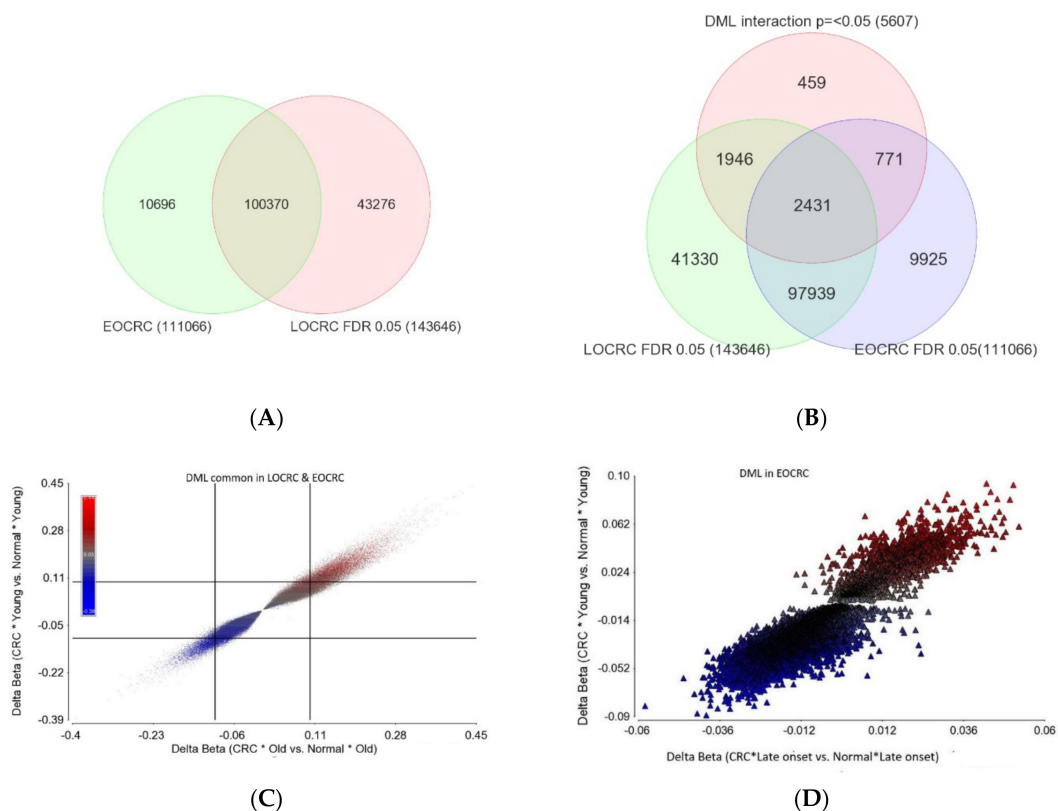 10696
100370
43276
EOCRC (111066)
LOCRC FDR 0.05 (143646)
(A)
DML interaction p=<0.05 (5607)
459
1946
771
2431
41330
9925
97939
LOCRC FDR 0.05 (143646)
EOCRC FDR 0.05(111066)
(B)
DML common in LOCRC & EOCRC
Delta Beta (CRC * Young vs. Normal * Young)
0.45
0.28
0.11
-0.05
-0.22
-0.39
-0.4
-0.23
-0.06
0.11
0.28
0.45
Delta Beta (CRC * Old vs. Normal * Old)
(C)
DML in EOCRC
Delta Beta (CRC * Young vs. Normal * Young)
0.10
0.062
0.024
-0.014
-0.052
-0.09
-0.06
-0.036
-0.013
0.012
0.036
0.06
Delta Beta (CRC*Late onset vs. Normal*Late onset)
(D)